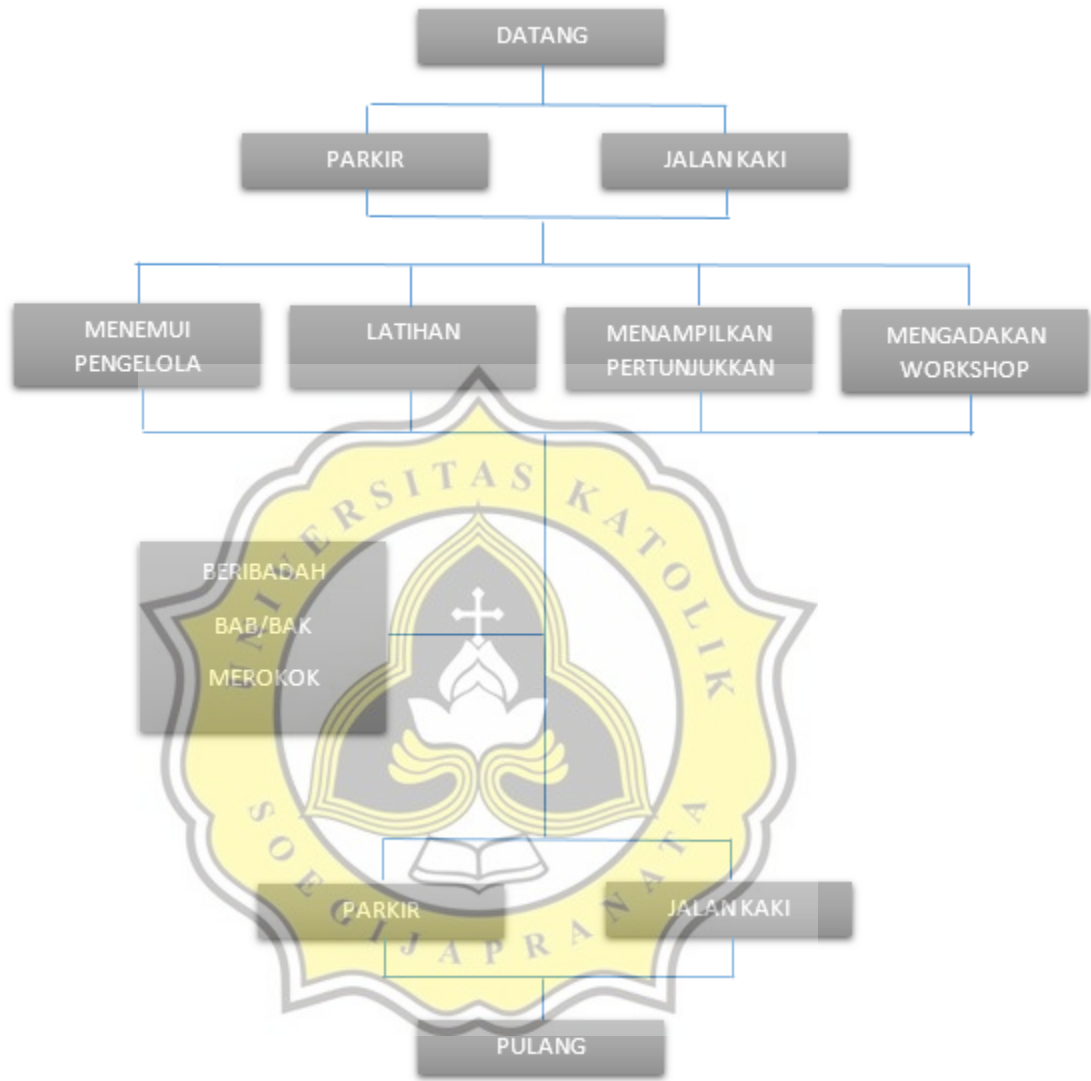 DATANG
PARKIR
JALAN KAKI
MENEMUI
PENGELOLA
LATIHAN
MENAMPILKAN
PERTUNJUKKAN
MENGADAKAN
WORKSHOP
UNIVERSITAS KATOLIK
SOEGIJAPRANATA
BERIBADAH
BAB/BAK
MEROKOK
PARKIR
JALAN KAKI
PULANG